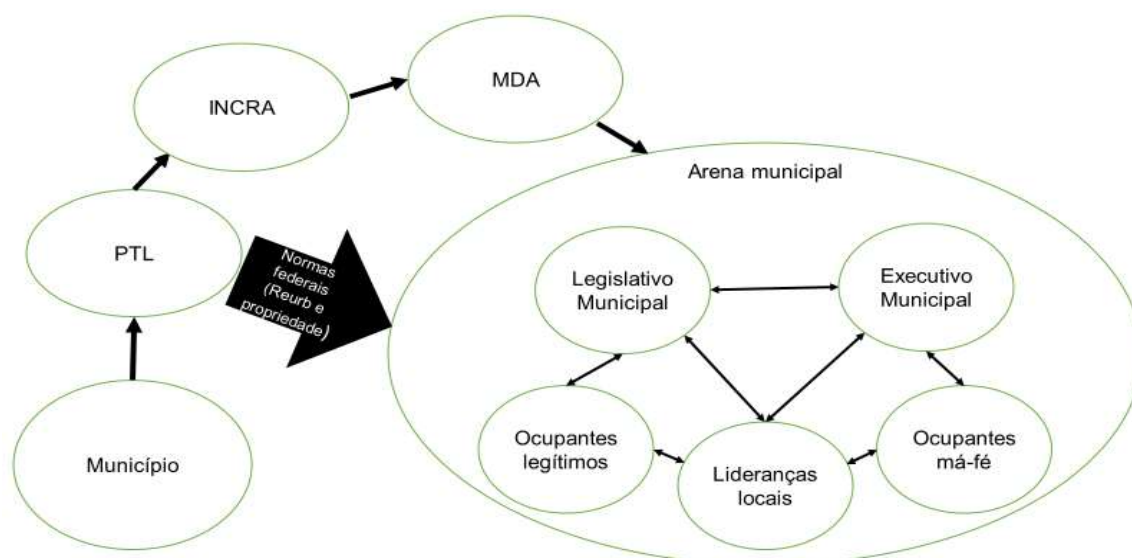 MDA
INCRA
Arena municipal
PTL
Normas
federais
(Reurb e
propriedade)
Legislativo
Municipal
Executivo
Municipal
Município
Ocupantes
legítimos
Lideranças
locais
Ocupantes
má-fé